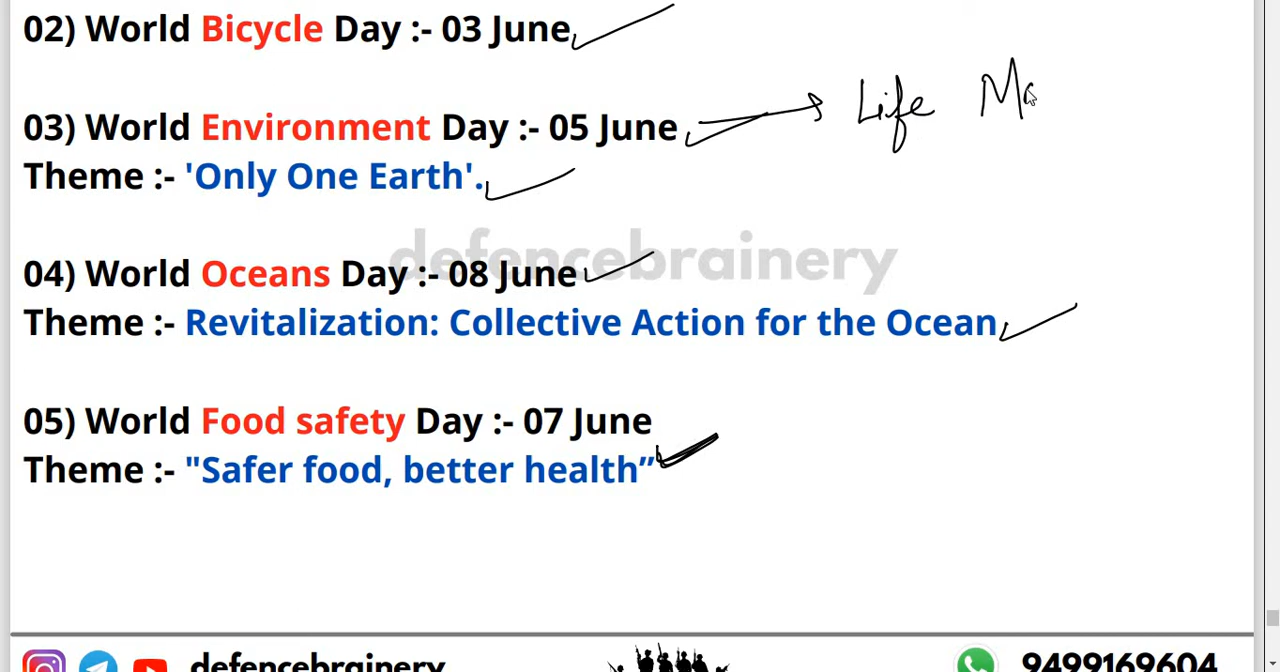 02) World Bicycle Day :- 03 June
03) World Environment Day :- 05 June
Life Mo
Theme :- 'Only One Earth'.
defencebrainery
04) World Oceans Day :- 08 June
Theme :- Revitalization: Collective Action for the Ocean
05) World Food safety Day :- 07 June
Theme :- "Safer food, better health”
defencebrainery
9499169604